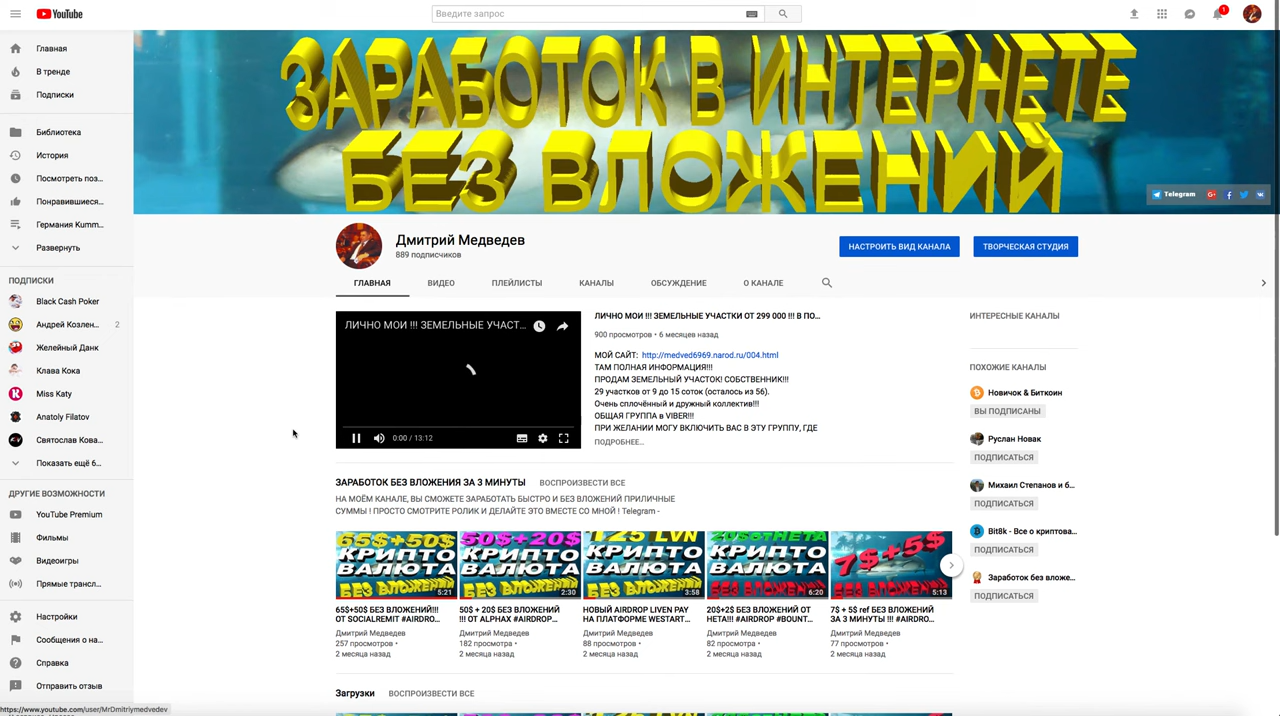 YouTube
Введите запрос
1
Главная
В тренде
Подписки
Библиотека
История
Посмотреть поз...
Понравившиеся...
Германия Kumm...
Развернуть
ПОДПИСКИ
Black Cash Poker
Андрей Козлен...
2
Желейный Данк
Клава Кока
Miss Katy
Anatoly Filatov
Святослав Кова...
Показать ещё 6...
ДРУГИЕ ВОЗМОЖНОСТИ
YouTube Premium
Фильмы
Видеоигры
Прямые трансл...
Настройки
Сообщения о на...
Справка
Отправить отзыв
https://www.youtube.com/user/MrDmitriymedvedev
ЗАРАБОТОК В ИНТЕРНЕТЕ
БЕЗ ВЛОЖЕНИЙ
Telegram
Дмитрий Медведев
889 подписчиков
НАСТРОИТЬ ВИД КАНАЛА
ТВОРЧЕСКАЯ СТУДИЯ
ГЛАВНАЯ
ВИДЕО
ПЛЕЙЛИСТЫ
КАНАЛЫ
ОБСУЖДЕНИЕ
О КАНАЛЕ
ЛИЧНО МОИ !!! ЗЕМЕЛЬНЫЕ УЧАСТ...
0:00 / 13:12
ЛИЧНО МОИ !!! ЗЕМЕЛЬНЫЕ УЧАСТКИ ОТ 299 000 !!! В ПО...
900 просмотров • 6 месяцев назад
МОЙ САЙТ: http://medved6969.narod.ru/004.html
ТАМ ПОЛНАЯ ИНФОРМАЦИЯ!!!
ПРОДАМ ЗЕМЕЛЬНЫЙ УЧАСТОК! СОБСТВЕННИК!!!
29 участков от 9 до 15 соток (осталось из 56).
Очень сплочённый и дружный коллектив!!!
ОБЩАЯ ГРУППА в VIBER!!!
ПРИ ЖЕЛАНИИ МОГУ ВКЛЮЧИТЬ ВАС В ЭТУ ГРУППУ, ГДЕ
ПОДРОБНЕЕ...
ИНТЕРЕСНЫЕ КАНАЛЫ
ПОХОЖИЕ КАНАЛЫ
Новичок & Биткоин
ВЫ ПОДПИСАНЫ
Руслан Новак
ПОДПИСАТЬСЯ
Михаил Степанов и б...
ПОДПИСАТЬСЯ
Bit8k - Все о криптова...
ПОДПИСАТЬСЯ
Заработок без вложе...
ПОДПИСАТЬСЯ
ЗАРАБОТОК БЕЗ ВЛОЖЕНИЯ ЗА 3 МИНУТЫ
ВОСПРОИЗВЕСТИ ВСЕ
НА МОЁМ КАНАЛЕ, ВЫ СМОЖЕТЕ ЗАРАБОТАТЬ БЫСТРО И БЕЗ ВЛОЖЕНИЙ ПРИЛИЧНЫЕ
СУММЫ ! ПРОСТО СМОТРИТЕ РОЛИК И ДЕЛАЙТЕ ЭТО ВМЕСТЕ СО МНОЙ ! Telegram -
65$+50$
КРИПТО
ВАЛЮТА
БЕЗ ВЛОЖЕНИЙ
5:21
65$+50$ БЕЗ ВЛОЖЕНИЙ!!!
ОТ SOCIALREMIT #AIRDRO...
Дмитрий Медведев
257 просмотров •
2 месяца назад
50$+20$
КРИПТО
ВАЛЮТА
БЕЗ ВЛОЖЕНИЙ
2:30
50$ + 20$ БЕЗ ВЛОЖЕНИЙ
!!! ОТ ALPHAX #AIRDROP...
Дмитрий Медведев
182 просмотра •
2 месяца назад
125 LVN
КРИПТО
ВАЛЮТА
БЕЗ ВЛОЖЕНИЙ
3:58
НОВЫЙ AIRDROP LIVEN PAY
НА ПЛАТФОРМЕ WESTART...
Дмитрий Медведев
88 просмотров •
2 месяца назад
КРИПТО
ВАЛЮТА
БЕЗ ВЛОЖЕНИЙ
6:20
20$+2$ БЕЗ ВЛОЖЕНИЙ ОТ
HETA!!! #AIRDROP #BOUNT...
Дмитрий Медведев
82 просмотра •
2 месяца назад
7$+5$
БЕЗ ВЛОЖЕНИЙ
5:13
7$ + 5$ ref БЕЗ ВЛОЖЕНИЙ
ЗА 3 МИНУТЫ !!! #AIRDRO...
Дмитрий Медведев
77 просмотров •
2 месяца назад
Загрузки
ВОСПРОИЗВЕСТИ ВСЕ